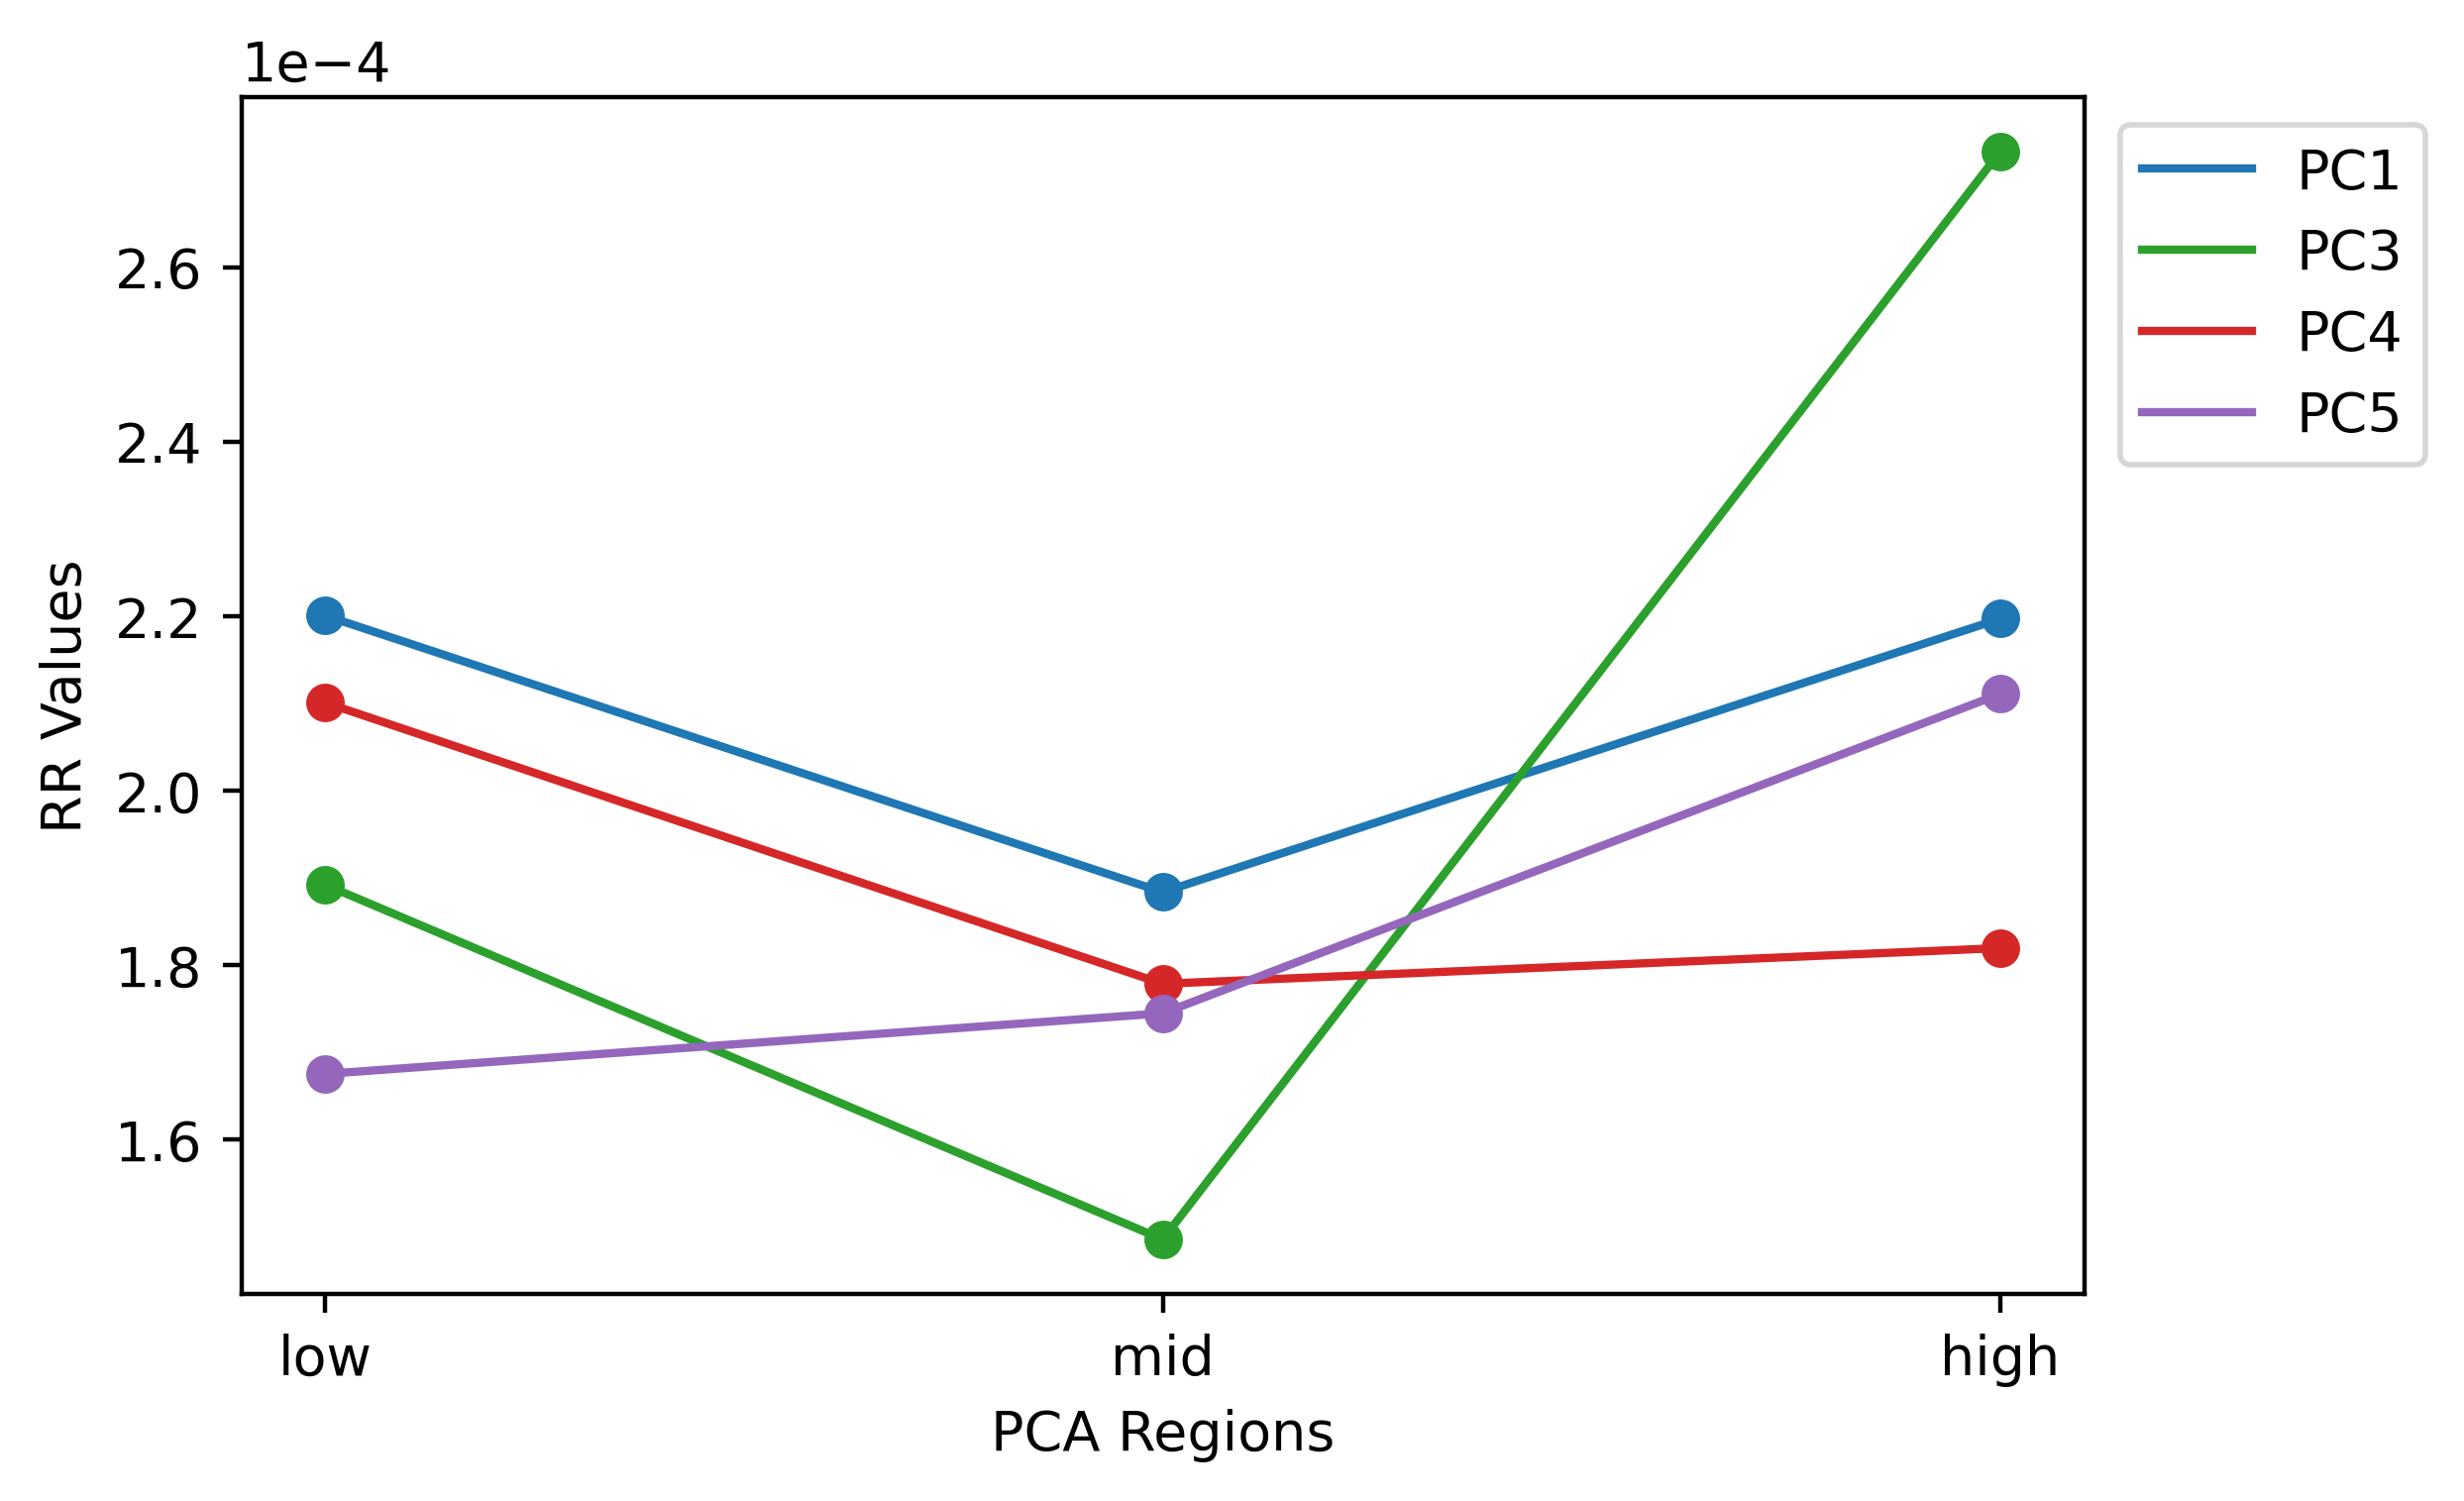 1e−4
2.6
2.4
2.2
2.0
1.8
1.6
RR Values
low
mid
high
PCA Regions
PC1
PC3
PC4
PC5